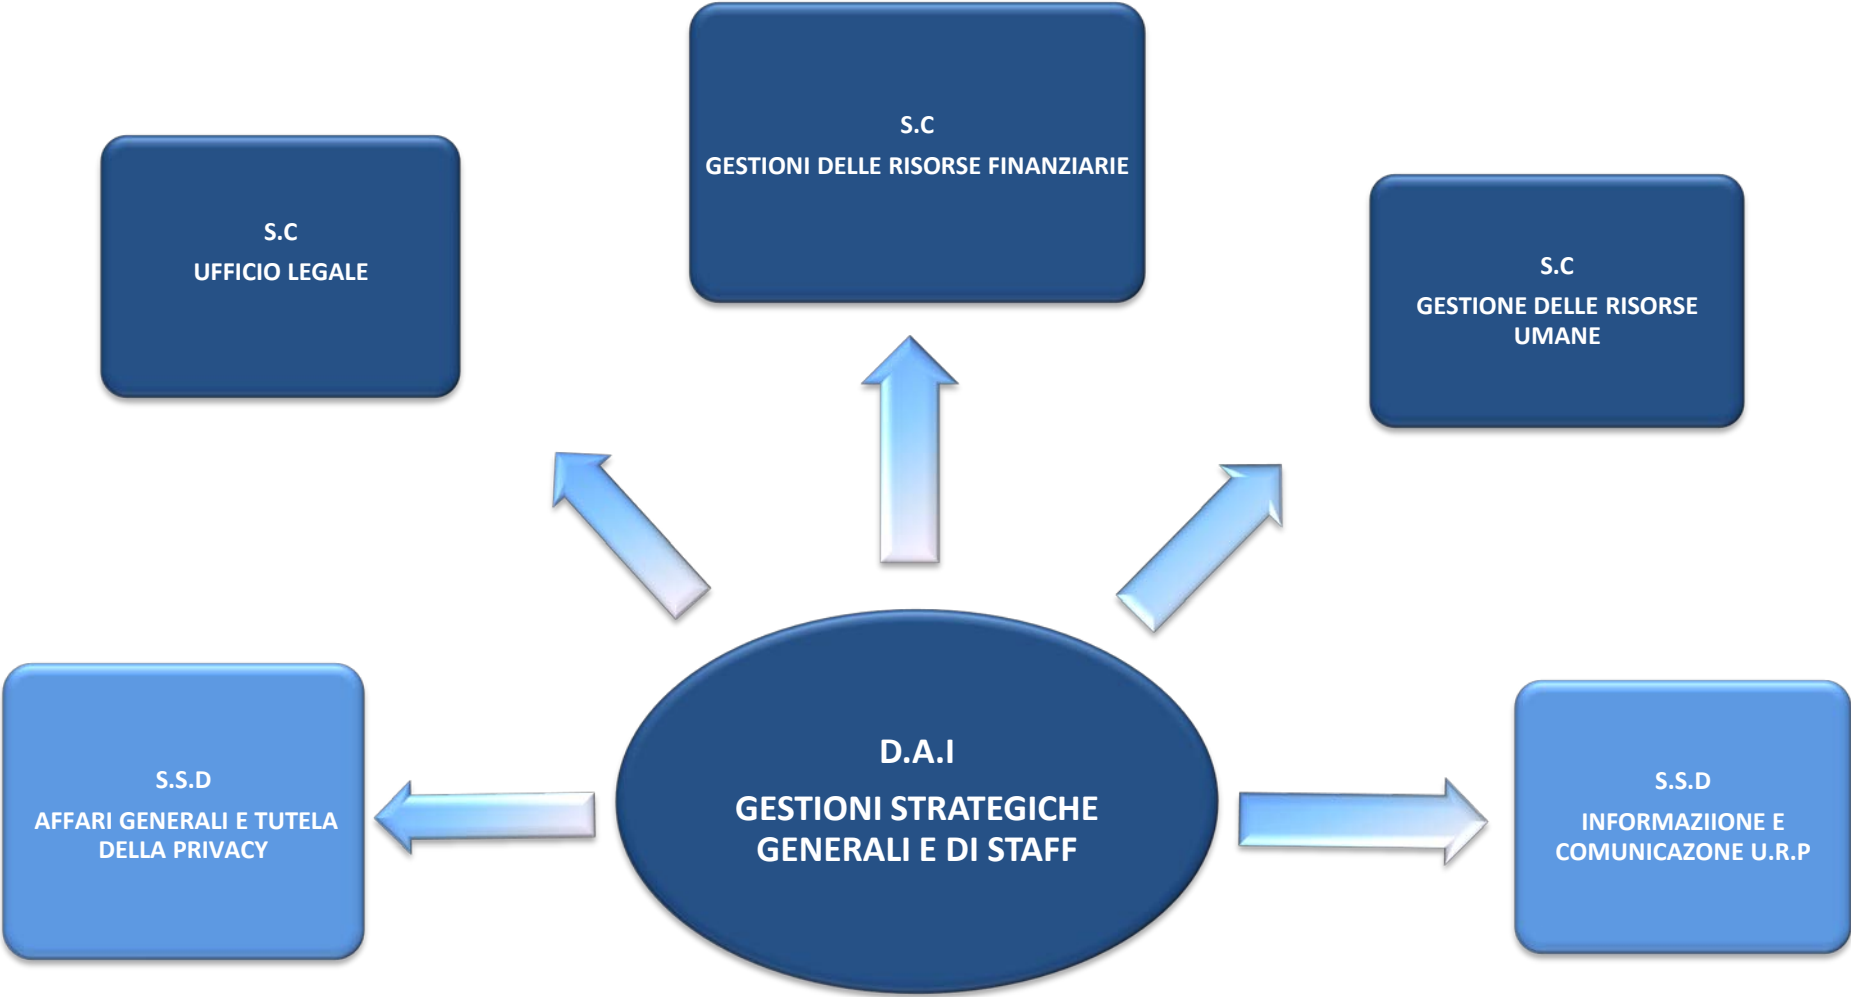 S.C
GESTIONI DELLE RISORSE FINANZIARIE
S.C
UFFICIO LEGALE
S.C
GESTIONE DELLE RISORSE
UMANE
D.A.I
GESTIONI STRATEGICHE
GENERALI E DI STAFF
S.S.D
AFFARI GENERALI E TUTELA
DELLA PRIVACY
S.S.D
INFORMAZIIONE E
COMUNICAZONE U.R.P